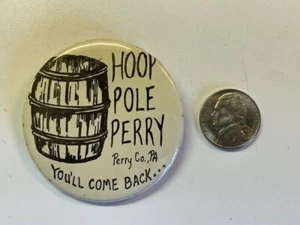 HOOP
POLE
PERRY
Perry Co., PA
YOU'LL COME BACK...